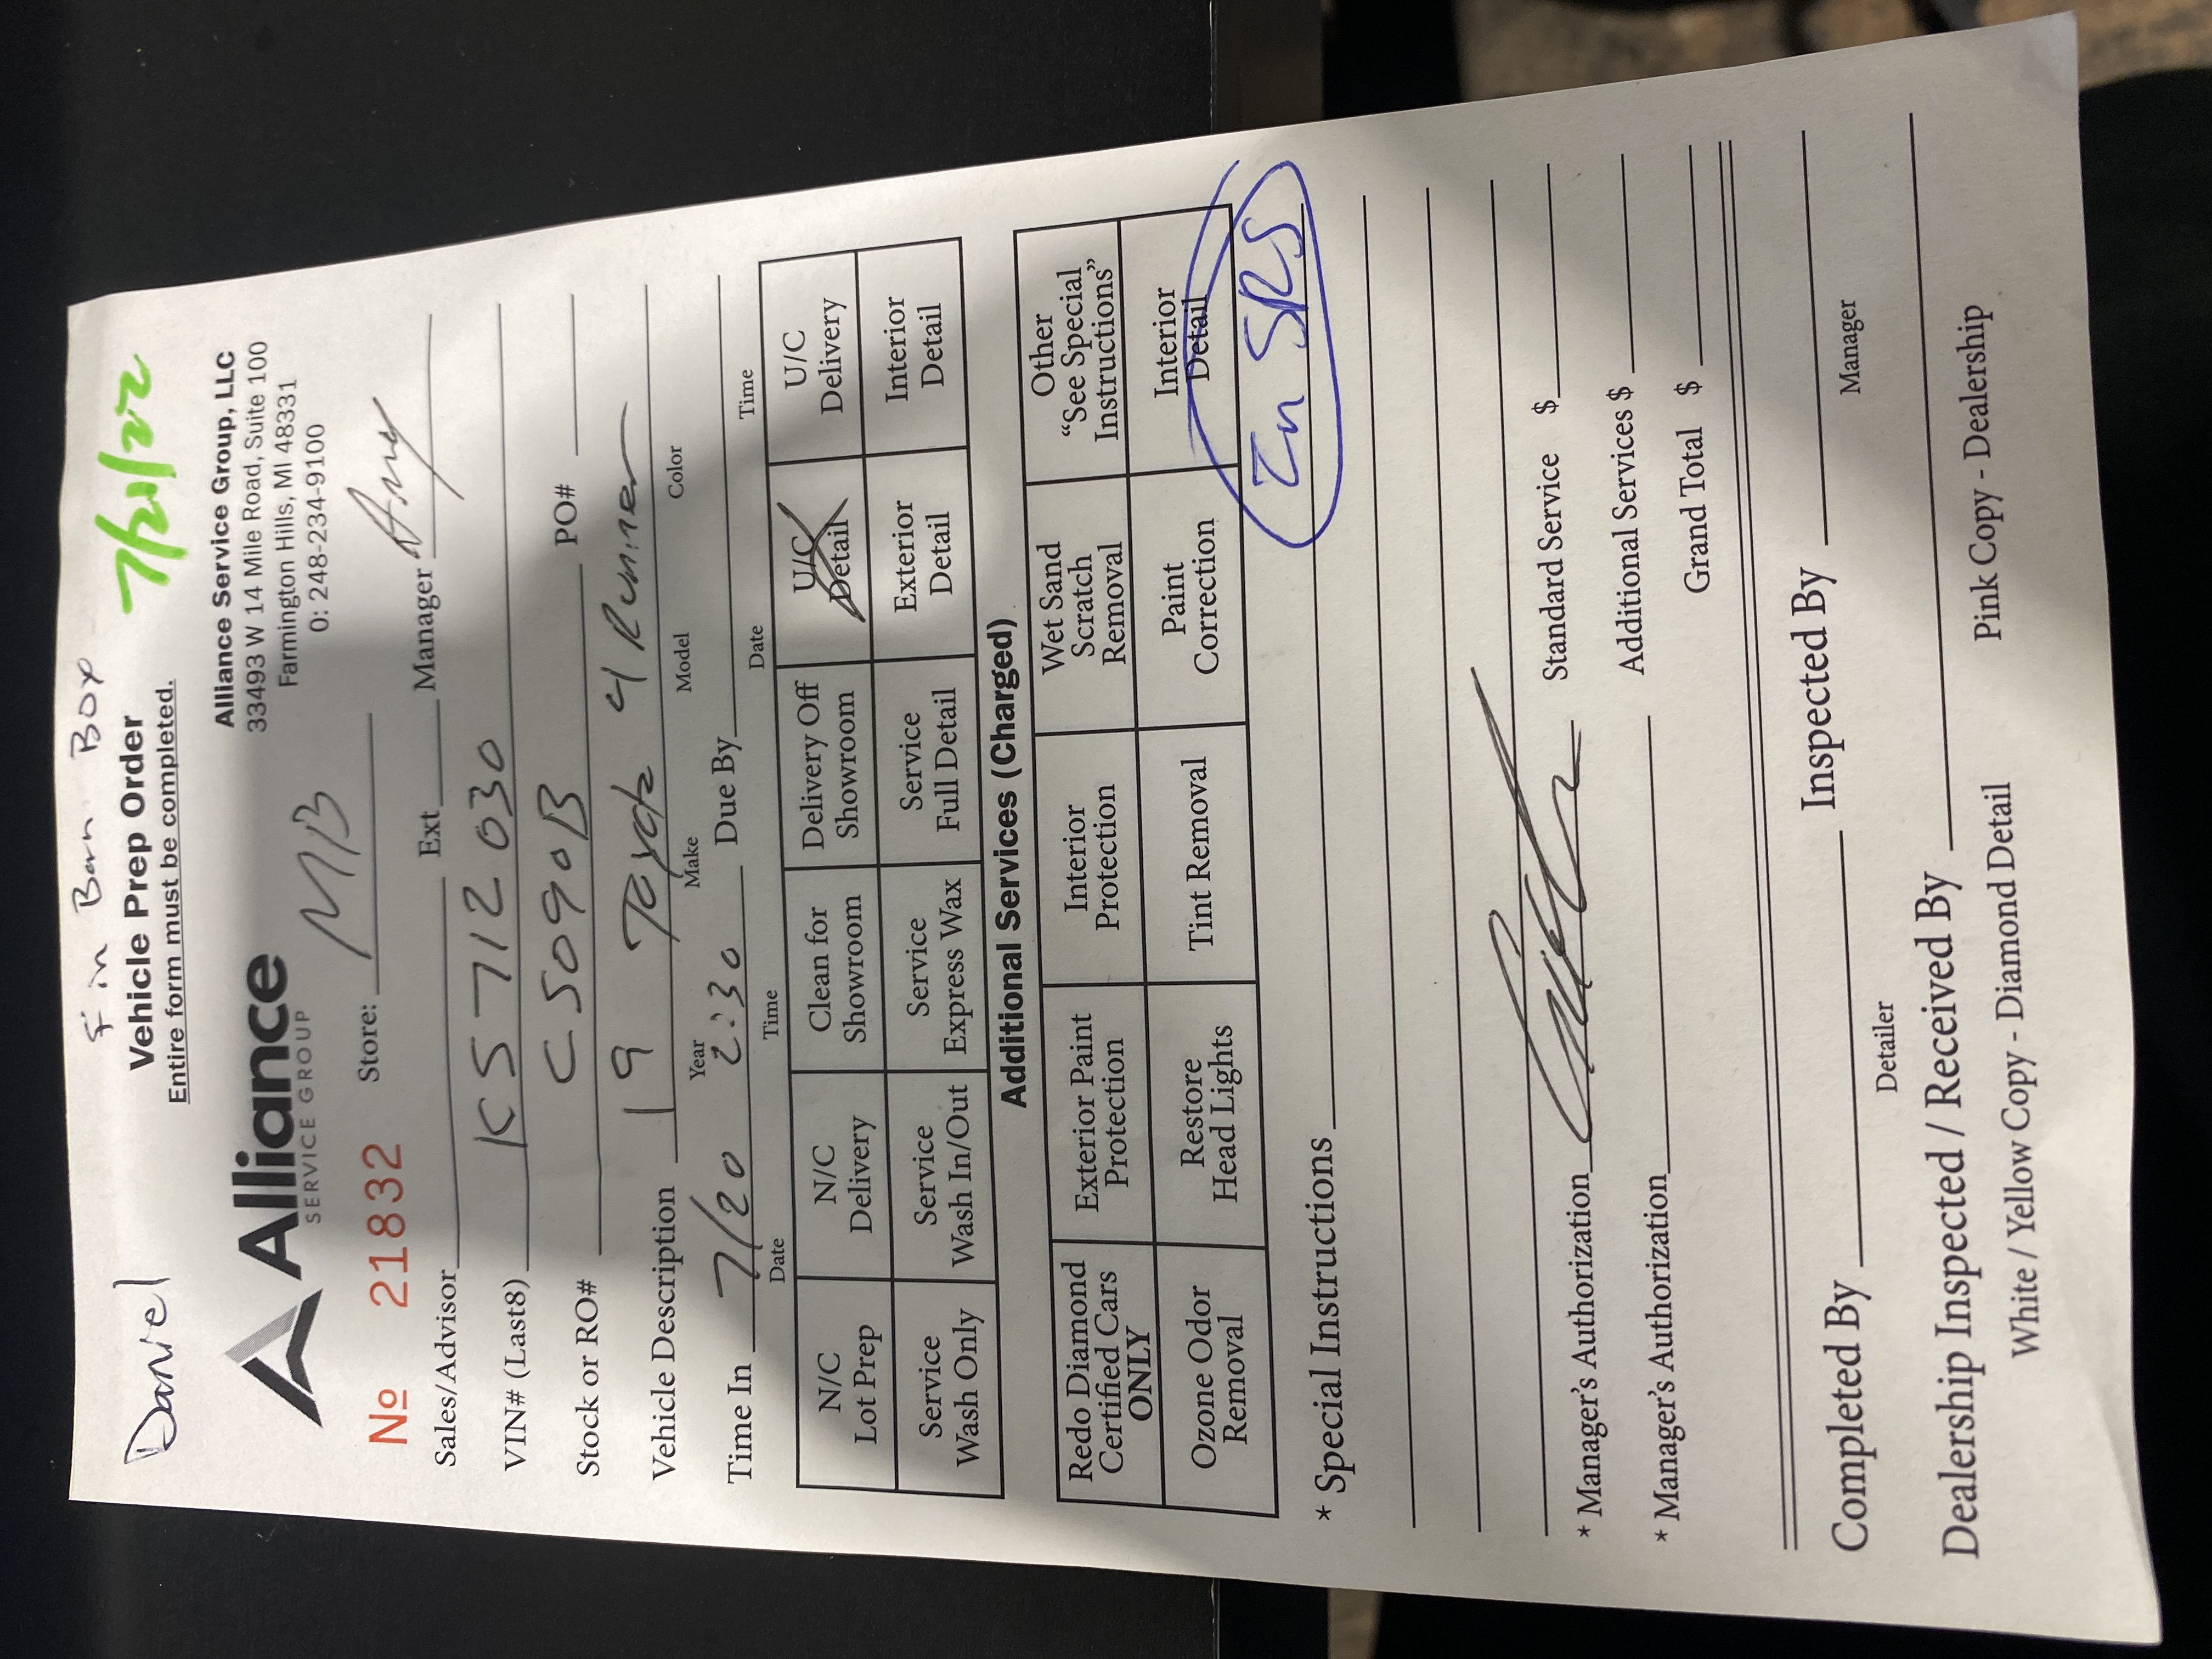 in Barn Box
Daniel
Vehicle Prep Order
7/21/22
Entire form must be completed.
Alliance
SERVICE GROUP
Alliance Service Group, LLC
33493 W 14 Mile Road, Suite 100
Farmington Hills, MI 48331
O: 248-234-9100
№ 21832 Store: MB
Sales/Advisor Ext Manager Amy
VIN# (Last8) K5712030
Stock or RO# C5090B PO#
Vehicle Description 19 Toyota 4 Runner
Year Make Model Color
Time In 7/20 2:30 Due By
Date Time Date Time
N/C Lot Prep N/C Delivery Clean for Showroom Delivery Off Showroom U/C Detail U/C Delivery
Service Wash Only Service Wash In/Out Service Express Wax Service Full Detail Exterior Detail Interior Detail
Additional Services (Charged)
Redo Diamond Certified Cars ONLY Exterior Paint Protection Interior Protection Wet Sand Scratch Removal Other "See Special Instructions"
Ozone Odor Removal Restore Head Lights Tint Removal Paint Correction Interior Detail
In SRS
* Special Instructions
* Manager's Authorization Standard Service $
* Manager's Authorization Additional Services $
Grand Total $
Completed By Inspected By
Detailer Manager
Dealership Inspected / Received By
White / Yellow Copy - Diamond Detail Pink Copy - Dealership